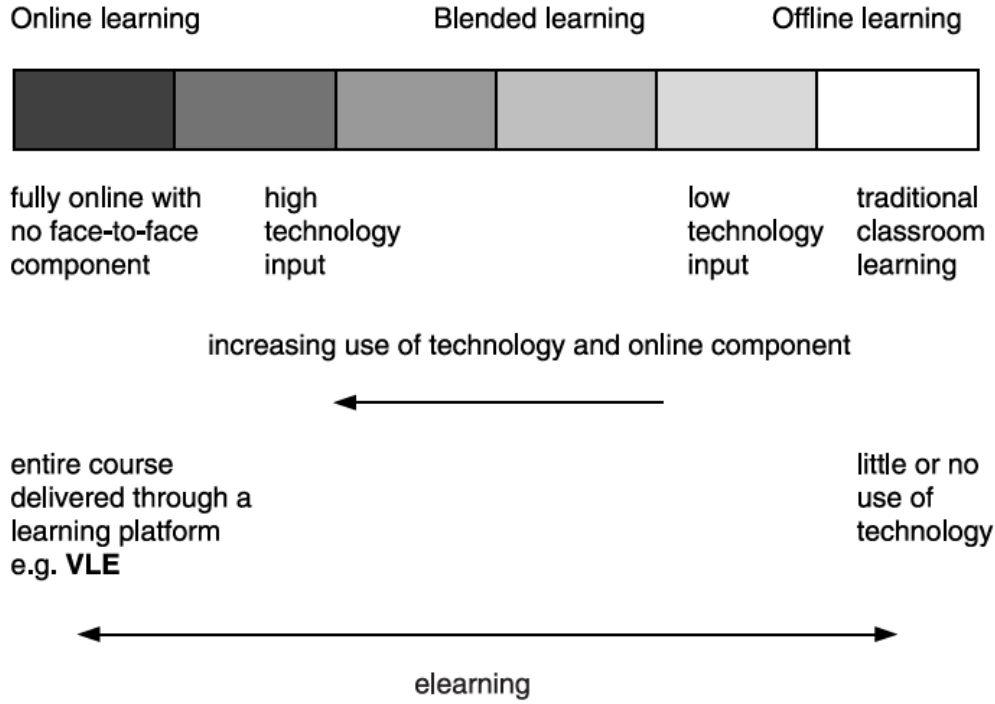 Online learning
Blended learning
Offline learning
fully online with
no face-to-face
component
high
technology
input
low
technology
input
traditional
classroom
learning
increasing use of technology and online component
entire course
delivered through a
learning platform
e.g. VLE
little or no
use of
technology
elearning